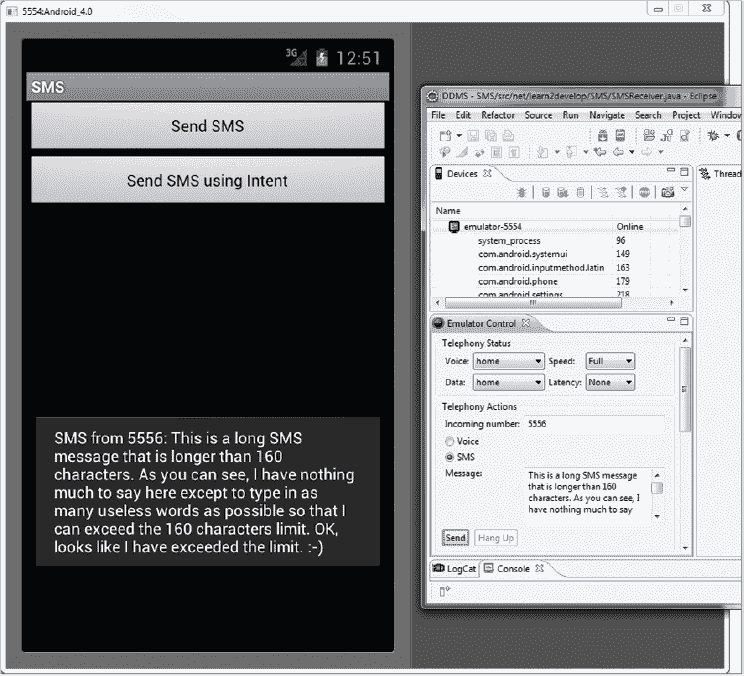 5554:Android_4.0
3G 12:51
SMS
Send SMS
Send SMS using Intent
SMS from 5556: This is a long SMS
message that is longer than 160
characters. As you can see, I have nothing
much to say here except to type in as
many useless words as possible so that I
can exceed the 160 characters limit. OK,
looks like I have exceeded the limit. :-)
DDMS - SMS/src/net/learn2develop/SMS/SMSReceiver.java - Eclipse
File Edit Refactor Source Run Navigate Search Project Window
Devices
Thread
Name
emulator-5554 Online
system_process 96
com.android.systemui 149
com.android.inputmethod.latin 163
com.android.phone 179
com.android.settings 218
Emulator Control
Telephony Status
Voice: home Speed: Full
Data: home Latency: None
Telephony Actions
Incoming number: 5556
Voice
SMS
Message: This is a long SMS message
that is longer than 160
characters. As you can see, I
have nothing much to say
Send Hang Up
LogCat Console